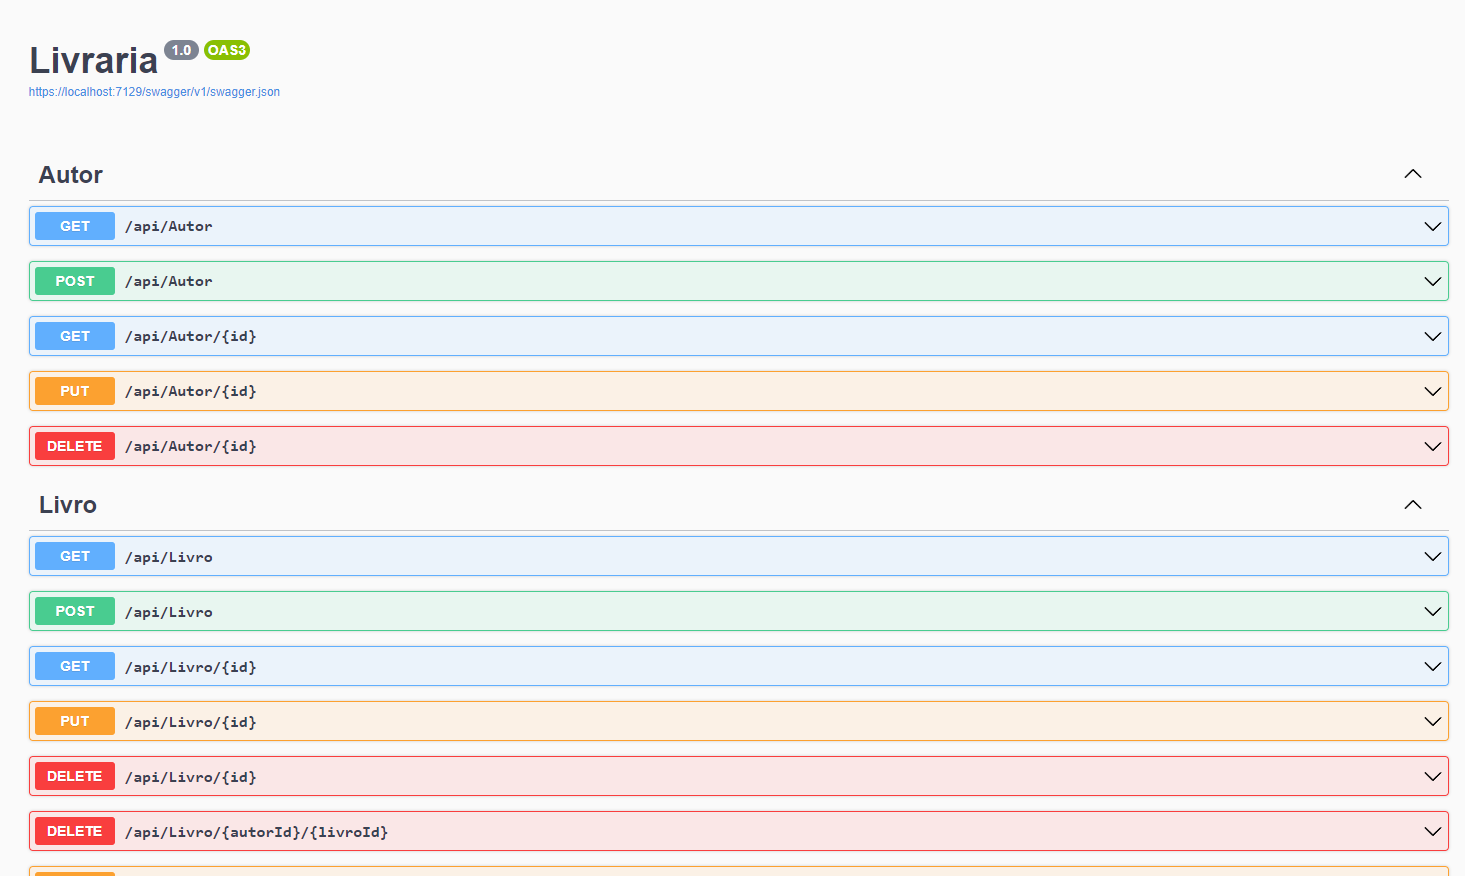 Livraria 1.0 OAS3
https://localhost:7129/swagger/v1/swagger.json
Autor
GET /api/Autor
POST /api/Autor
GET /api/Autor/{id}
PUT /api/Autor/{id}
DELETE /api/Autor/{id}
Livro
GET /api/Livro
POST /api/Livro
GET /api/Livro/{id}
PUT /api/Livro/{id}
DELETE /api/Livro/{id}
DELETE /api/Livro/{autorId}/{livroId}